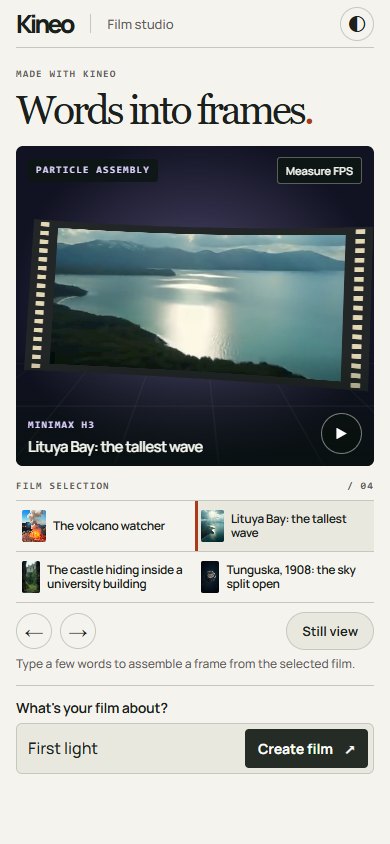 Kineo
Film studio
MADE WITH KINEO
Words into frames.
PARTICLE ASSEMBLY
Measure FPS
MINIMAX H3
Lituya Bay: the tallest wave
FILM SELECTION
/ 04
The volcano watcher
Lituya Bay: the tallest
wave
The castle hiding inside a
university building
Tunguska, 1908: the sky
split open
← →
Still view
Type a few words to assemble a frame from the selected film.
What's your film about?
First light
Create film ↗